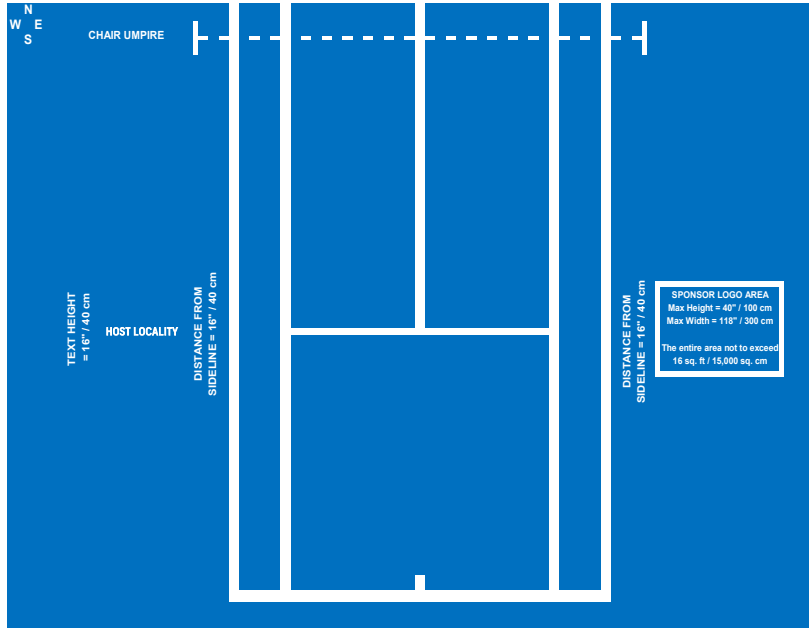 N
W E
S
CHAIR UMPIRE
TEXT HEIGHT
= 16" / 40 cm
HOST LOCALITY
DISTANCE FROM
SIDELINE = 16" / 40 cm
DISTANCE FROM
SIDELINE = 16" / 40 cm
SPONSOR LOGO AREA
Max Height = 40" / 100 cm
Max Width = 118" / 300 cm
The entire area not to exceed
16 sq. ft / 15,000 sq. cm